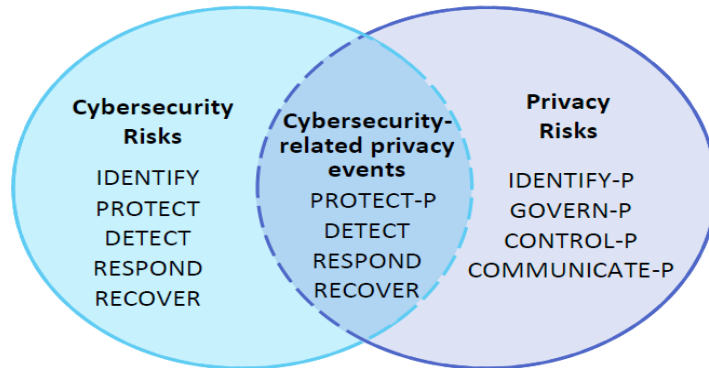 Cybersecurity
Risks
IDENTIFY
PROTECT
DETECT
RESPOND
RECOVER
Cybersecurity-
related privacy
events
PROTECT-P
DETECT
RESPOND
RECOVER
Privacy
Risks
IDENTIFY-P
GOVERN-P
CONTROL-P
COMMUNICATE-P